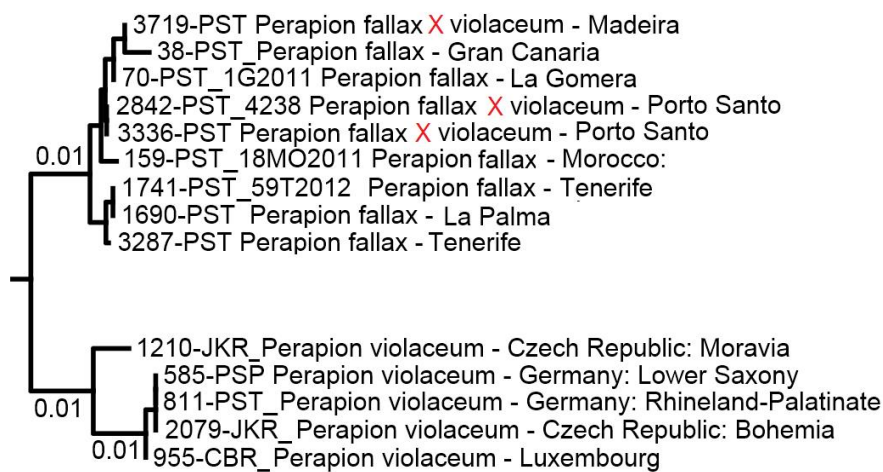 3719-PST Perapion fallax X violaceum - Madeira
38-PST_Perapion fallax - Gran Canaria
70-PST_1G2011 Perapion fallax - La Gomera
2842-PST_4238 Perapion fallax X violaceum - Porto Santo
3336-PST Perapion fallax X violaceum - Porto Santo
0.01
159-PST_18MO2011 Perapion fallax - Morocco:
1741-PST_59T2012 Perapion fallax - Tenerife
1690-PST Perapion fallax - La Palma
3287-PST Perapion fallax - Tenerife
1210-JKR_Perapion violaceum - Czech Republic: Moravia
585-PSP Perapion violaceum - Germany: Lower Saxony
0.01
811-PST_Perapion violaceum - Germany: Rhineland-Palatinate
2079-JKR_Perapion violaceum - Czech Republic: Bohemia
0.01
955-CBR_Perapion violaceum - Luxembourg